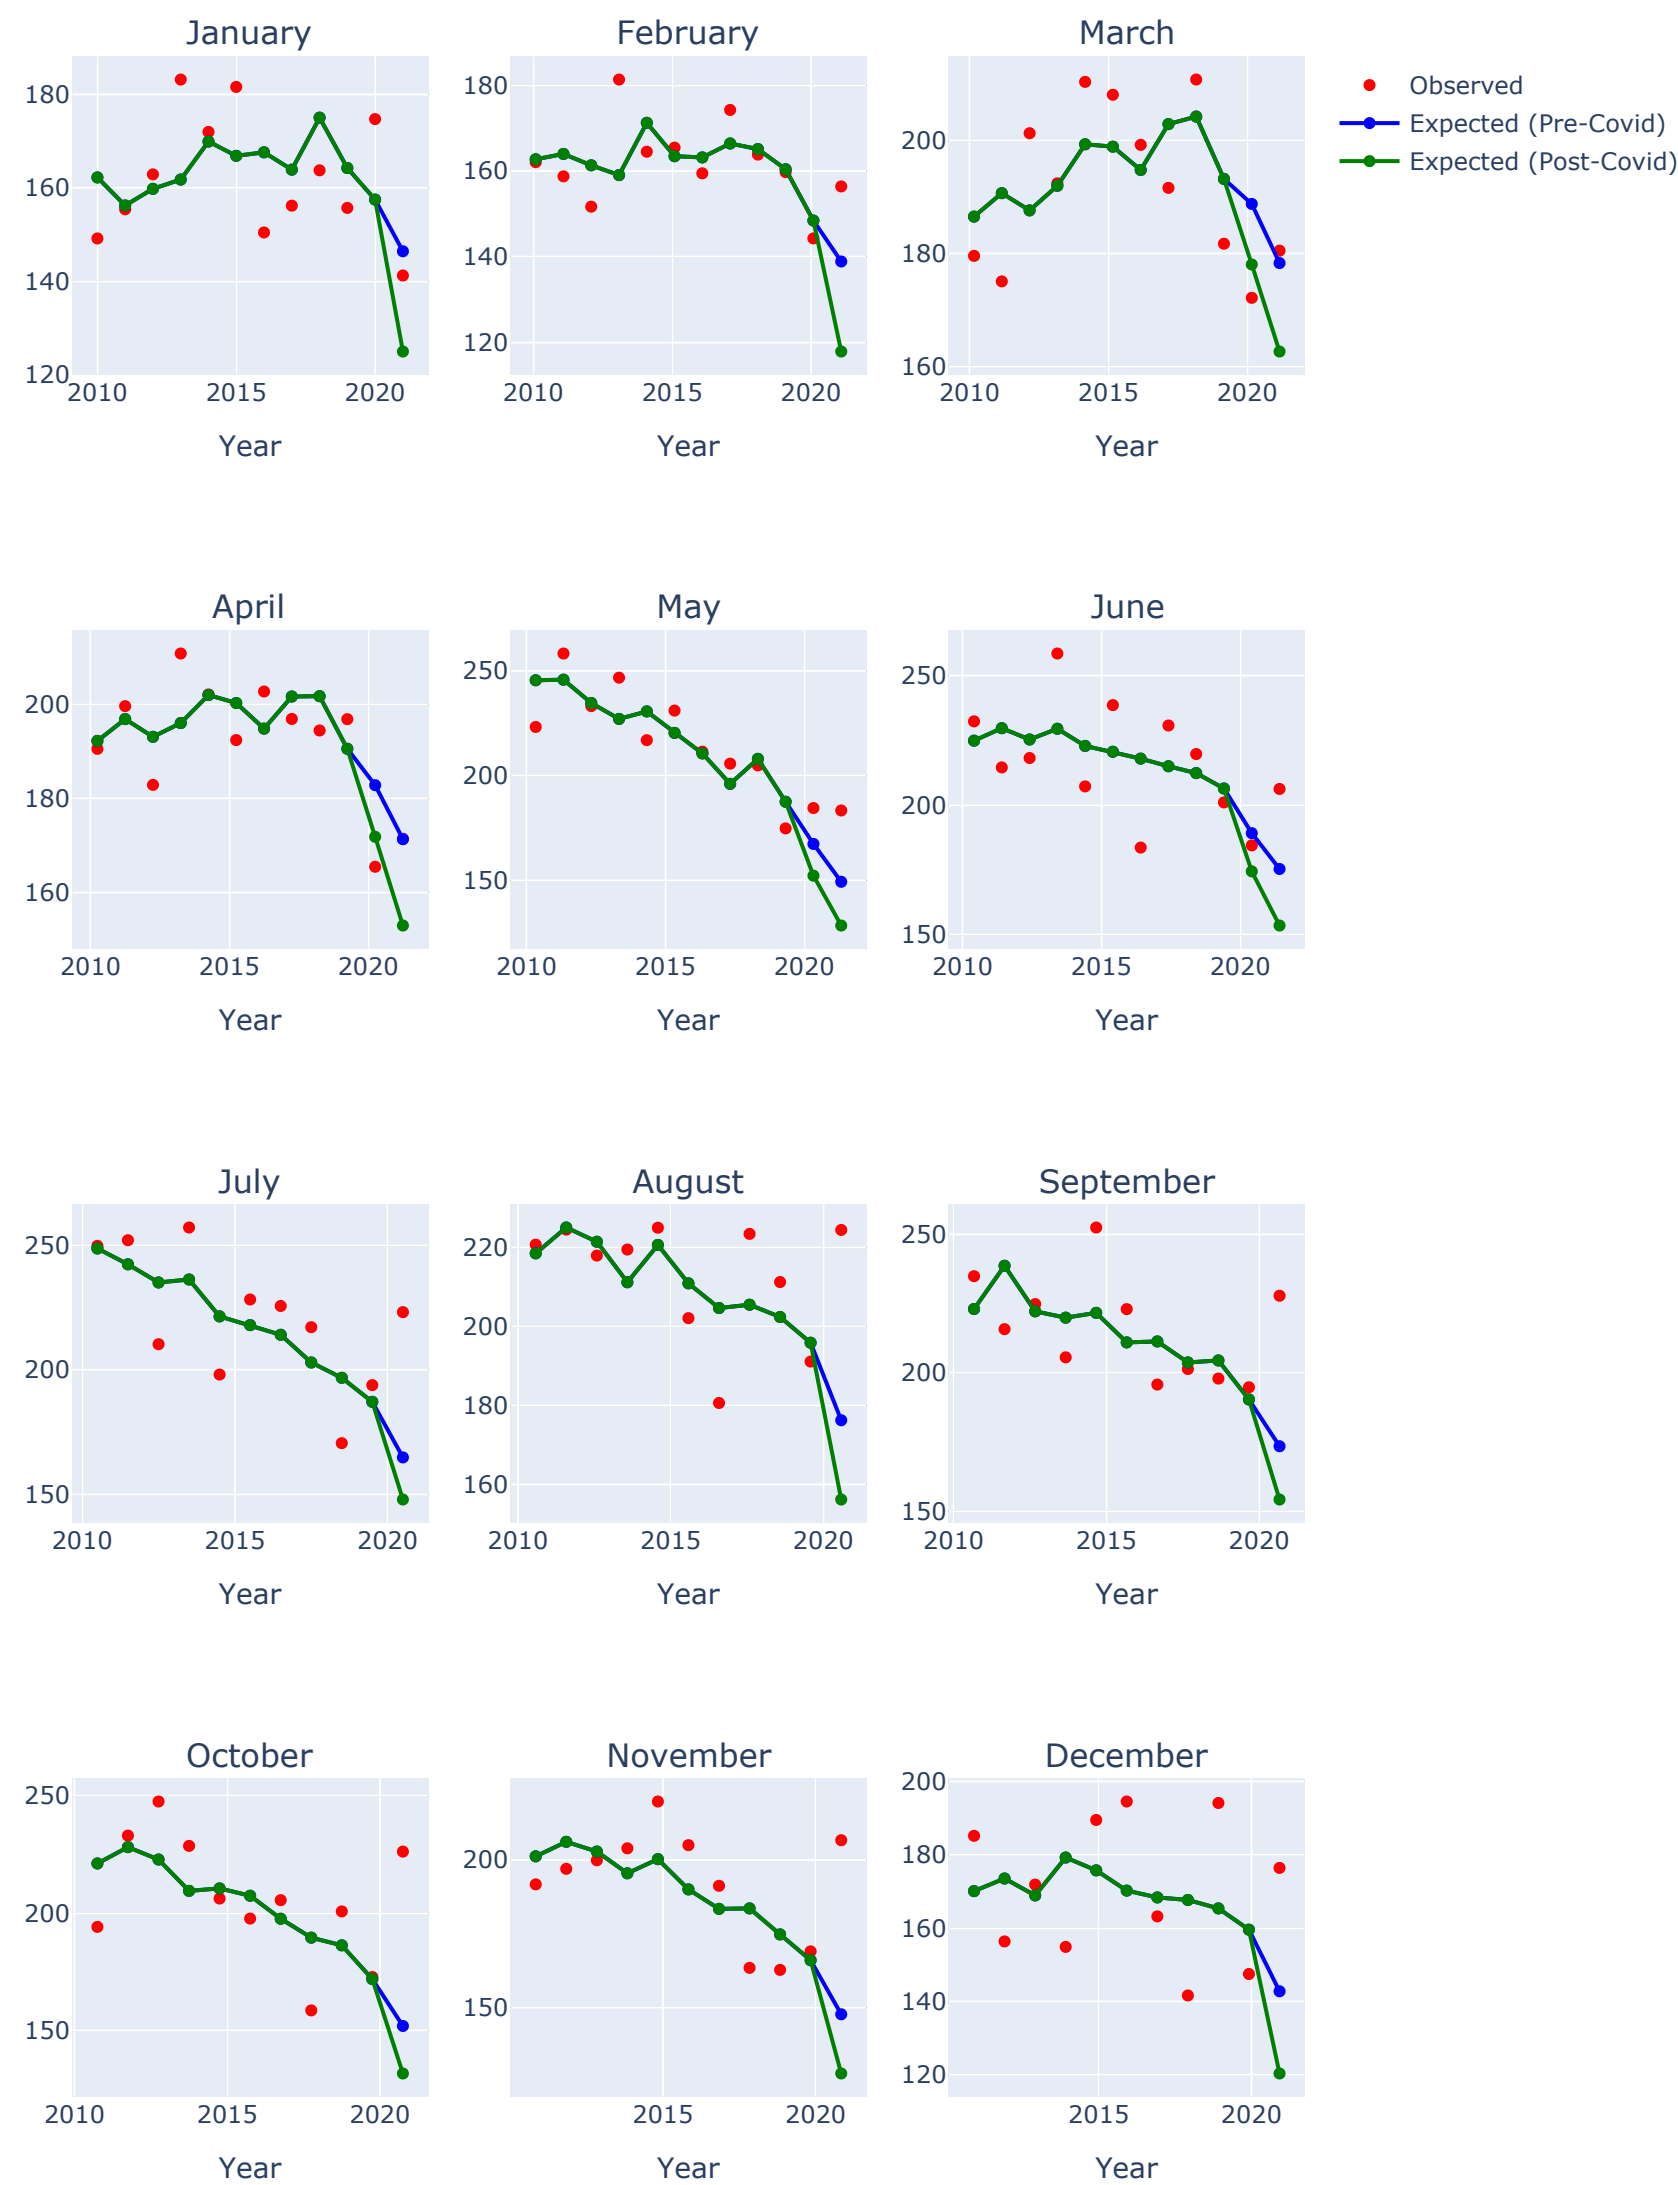 January
February
March
Observed
Expected (Pre-Covid)
Expected (Post-Covid)
180
160
140
120
2010
2015
2020
Year
180
160
140
120
2010
2015
2020
Year
200
180
160
2010
2015
2020
Year
April
May
June
200
180
160
2010
2015
2020
Year
250
200
150
2010
2015
2020
Year
250
200
150
2010
2015
2020
Year
July
August
September
250
200
150
2010
2015
2020
Year
220
200
180
160
2010
2015
2020
Year
250
200
150
2010
2015
2020
Year
October
November
December
250
200
150
2010
2015
2020
Year
200
150
2015
2020
Year
200
180
160
140
120
2015
2020
Year